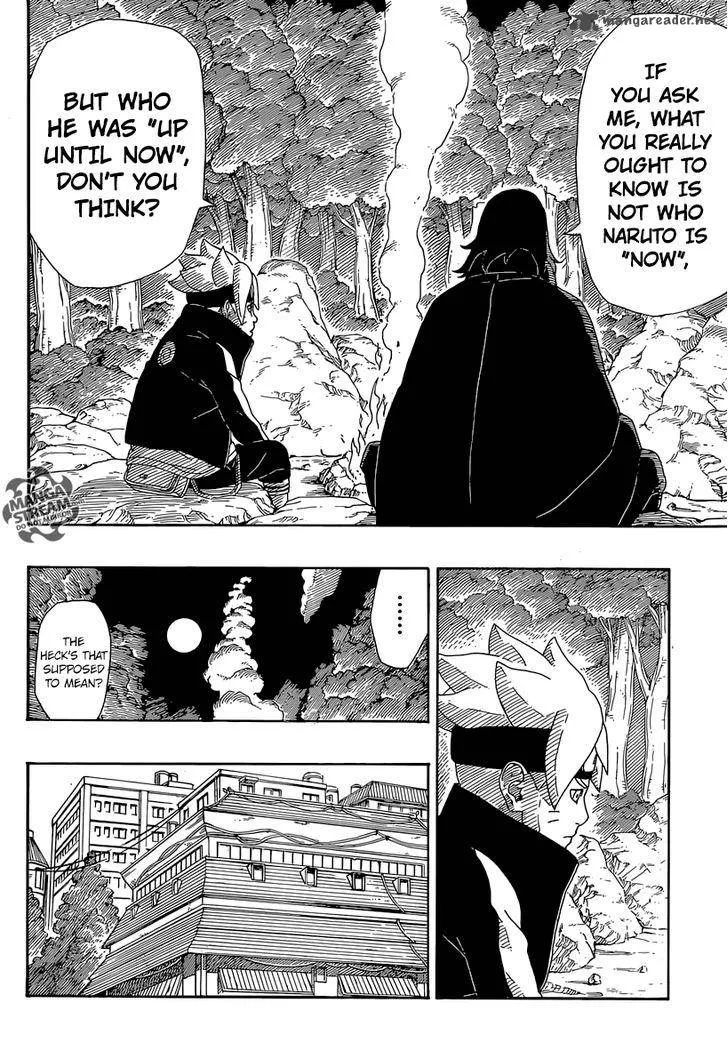 mangareader.net
IF
YOU ASK
ME, WHAT
YOU REALLY
OUGHT TO
KNOW IS
NOT WHO
NARUTO IS
"NOW",
BUT WHO
HE WAS "UP
UNTIL NOW",
DON'T YOU
THINK?
MANGA
STREAM
......
THE
HECK'S THAT
SUPPOSED
TO MEAN?